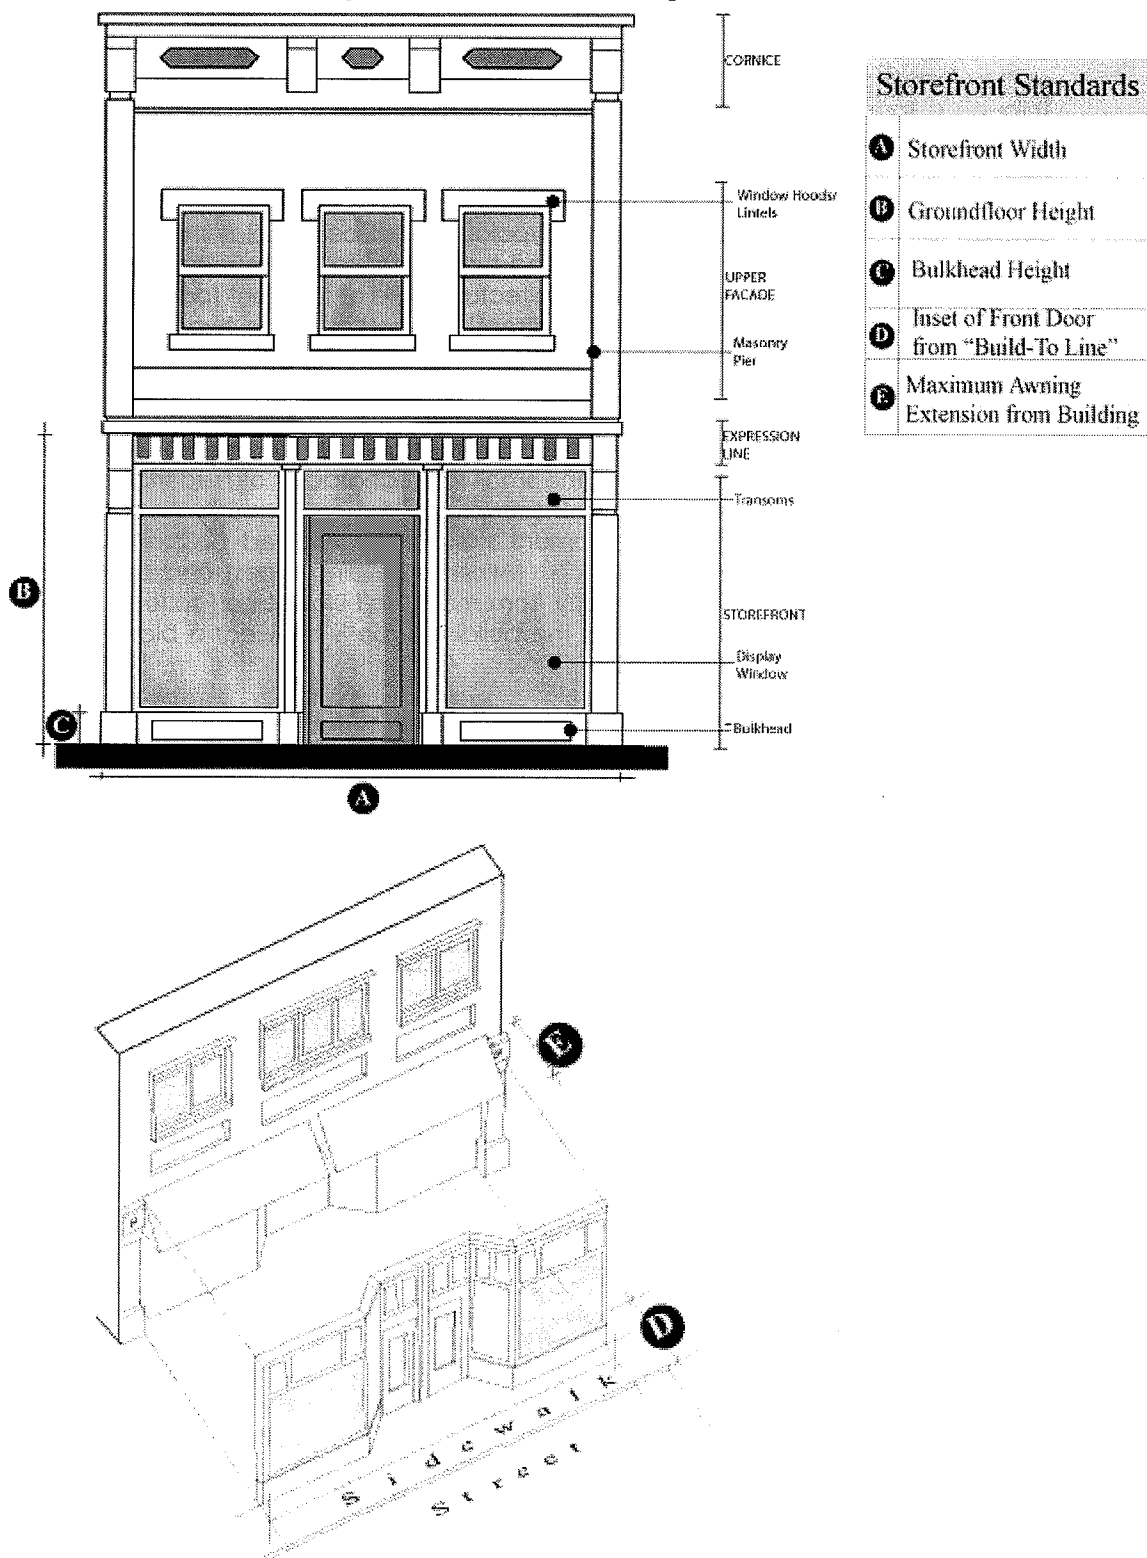 CORNICE
Window Hoods/
Lintels
UPPER
FACADE
Masonry
Pier
EXPRESSION
LINE
Transoms
STOREFRONT
Display
Window
Bulkhead
B
C
A
Storefront Standards
A Storefront Width
B Groundfloor Height
C Bulkhead Height
D Inset of Front Door
from “Build-To Line”
E Maximum Awning
Extension from Building
E
D
Sidewalk
Street